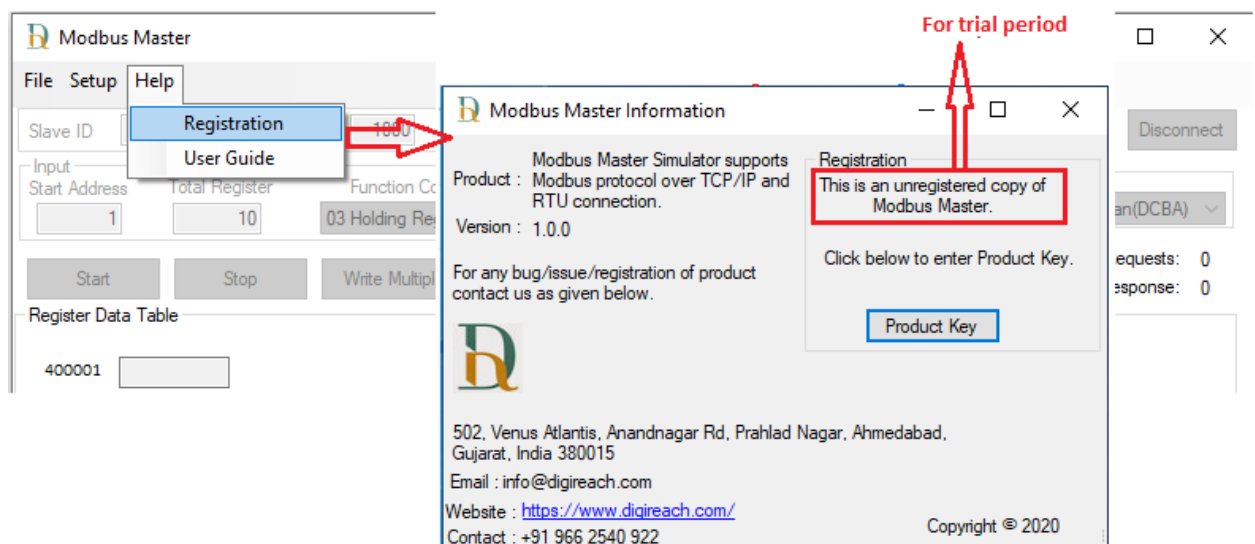 For trial period
Modbus Master
File Setup Help
Registration
User Guide
Slave ID
1000
Disconnect
Input
Start Address Total Register Function Co
1 10 03 Holding Re an(DCBA)
Start Stop Write Multipl
equests: 0
esponse: 0
Register Data Table
400001
Modbus Master Information
Product : Modbus Master Simulator supports
Modbus protocol over TCP/IP and
RTU connection.
Version : 1.0.0
For any bug/issue/registration of product
contact us as given below.
Registration
This is an unregistered copy of
Modbus Master.
Click below to enter Product Key.
Product Key
502, Venus Atlantis, Anandnagar Rd, Prahlad Nagar, Ahmedabad,
Gujarat, India 380015
Email : info@digireach.com
Website : https://www.digireach.com/
Contact : +91 966 2540 922
Copyright © 2020